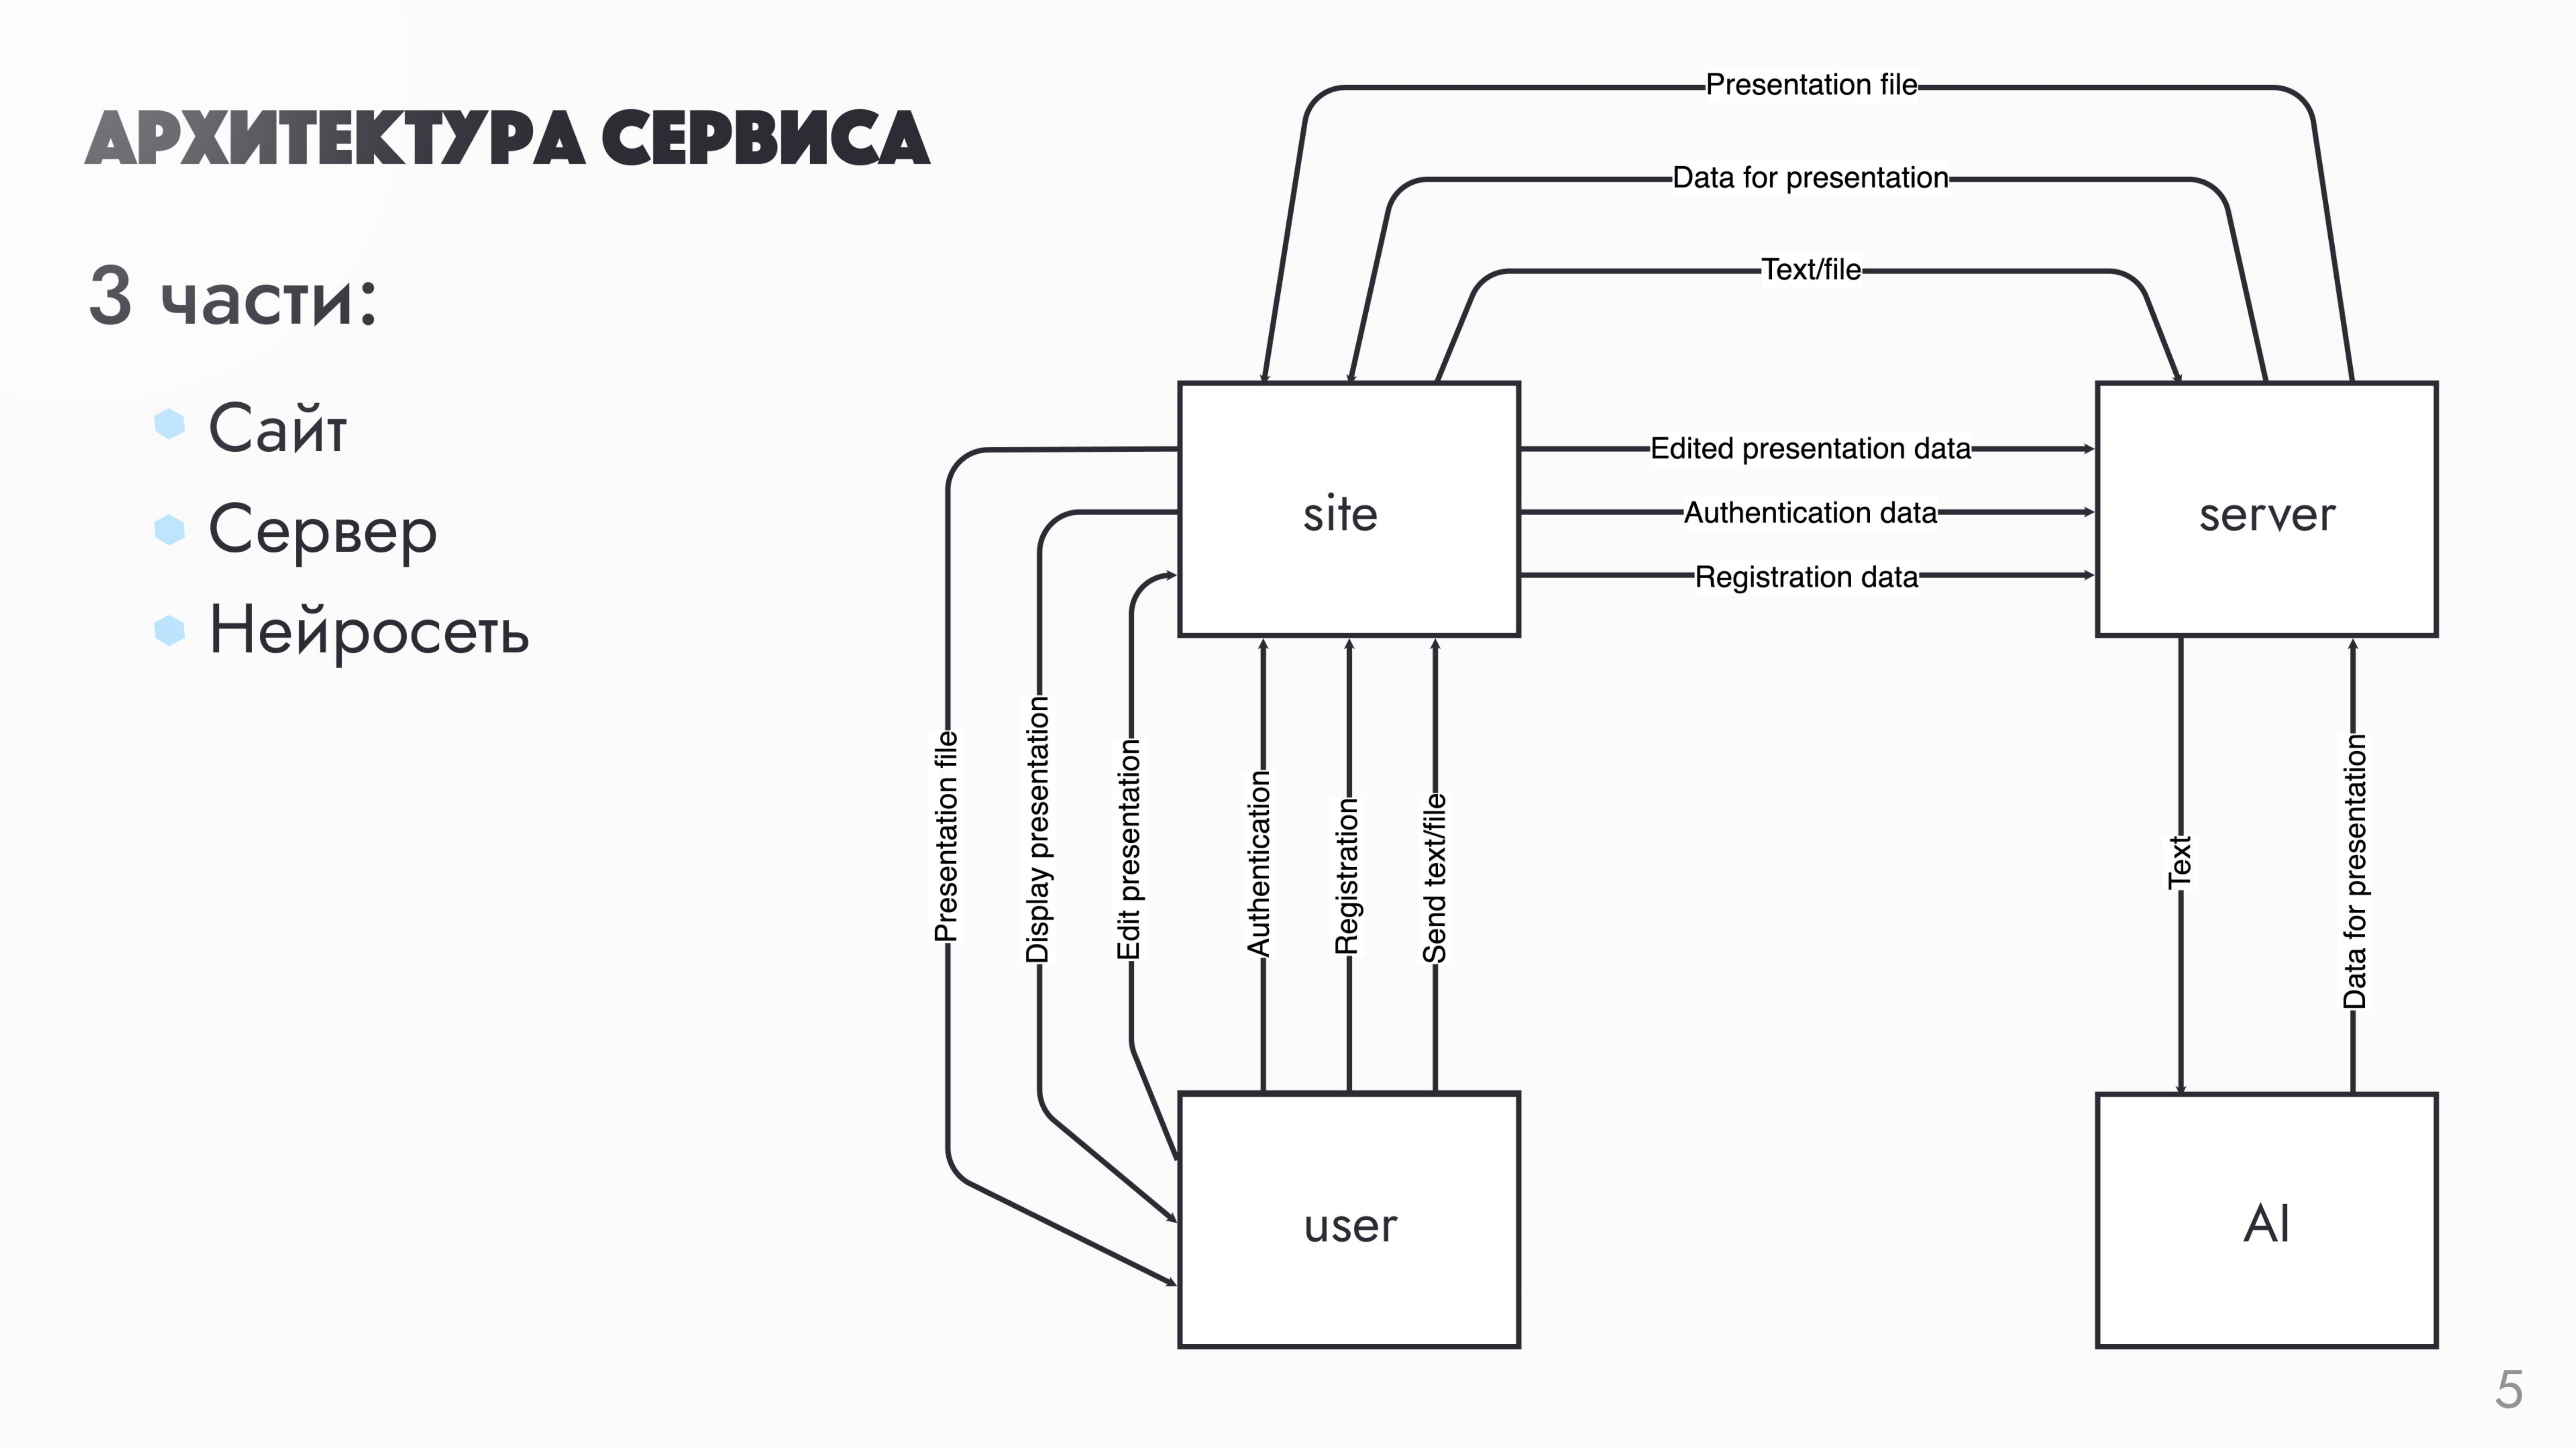 АРХИТЕКТУРА СЕРВИСА
3 части:
Сайт
Сервер
Нейросеть
Presentation file
Data for presentation
Text/file
site
Edited presentation data
Authentication data
Registration data
server
Presentation file
Display presentation
Edit presentation
Authentication
Registration
Send text/file
Text
Data for presentation
user
AI
5